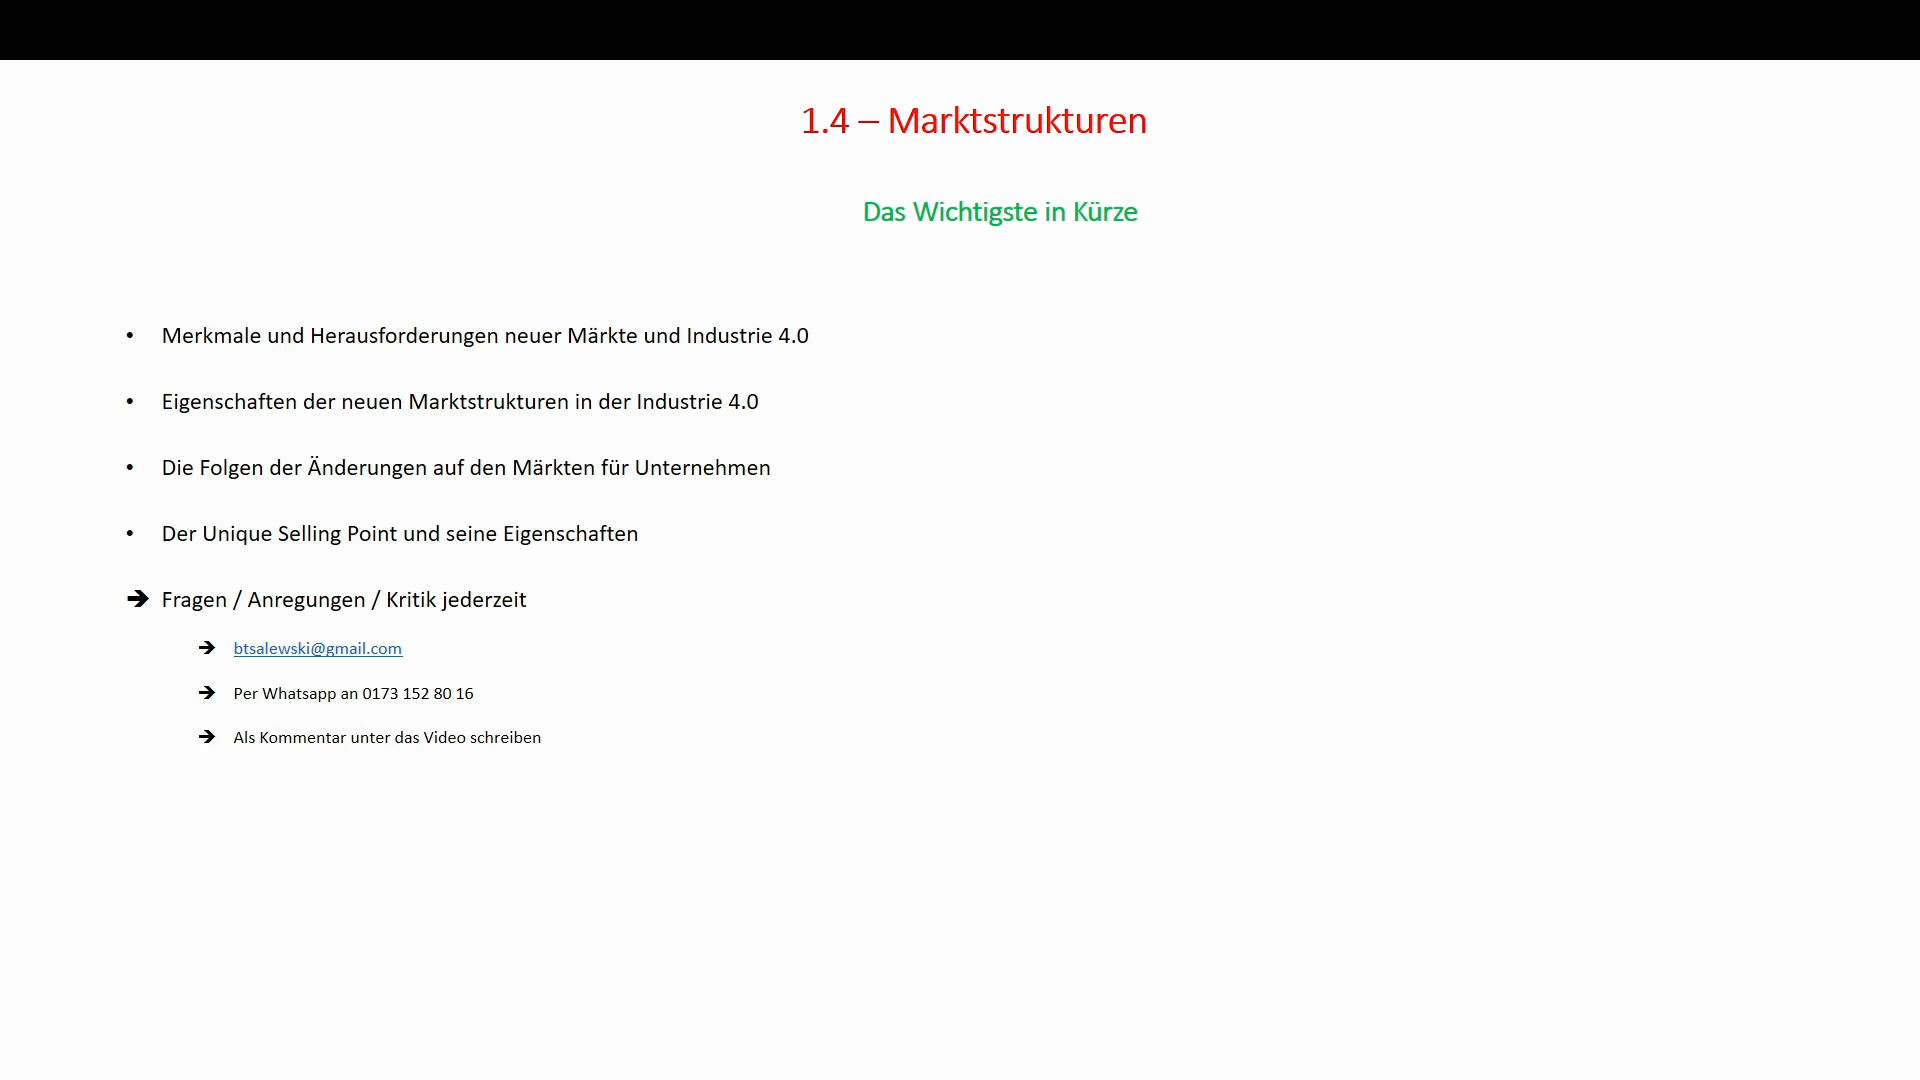 1.4 – Marktstrukturen
Das Wichtigste in Kürze
• Merkmale und Herausforderungen neuer Märkte und Industrie 4.0
• Eigenschaften der neuen Marktstrukturen in der Industrie 4.0
• Die Folgen der Änderungen auf den Märkten für Unternehmen
• Der Unique Selling Point und seine Eigenschaften
➔ Fragen / Anregungen / Kritik jederzeit
➔ btsalewski@gmail.com
➔ Per Whatsapp an 0173 152 80 16
➔ Als Kommentar unter das Video schreiben